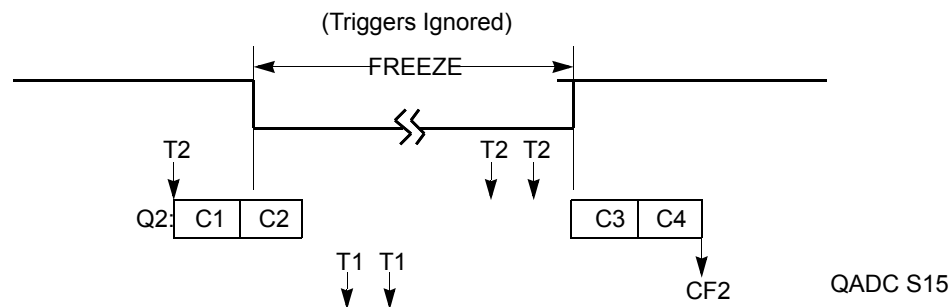 (Triggers Ignored)
FREEZE
T2 T2 T2
Q2: C1 C2 C3 C4
T1 T1
CF2
QADC S15